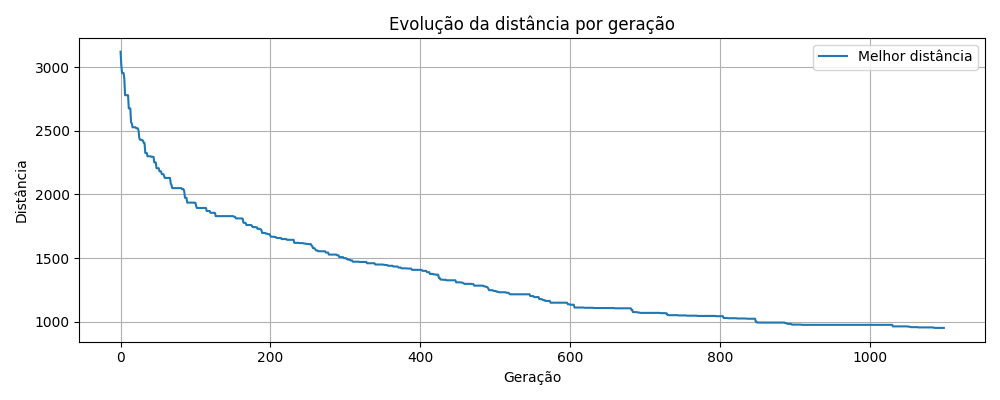 Evolução da distância por geração
Melhor distância
3000
2500
2000
1500
1000
Distância
0 200 400 600 800 1000
Geração